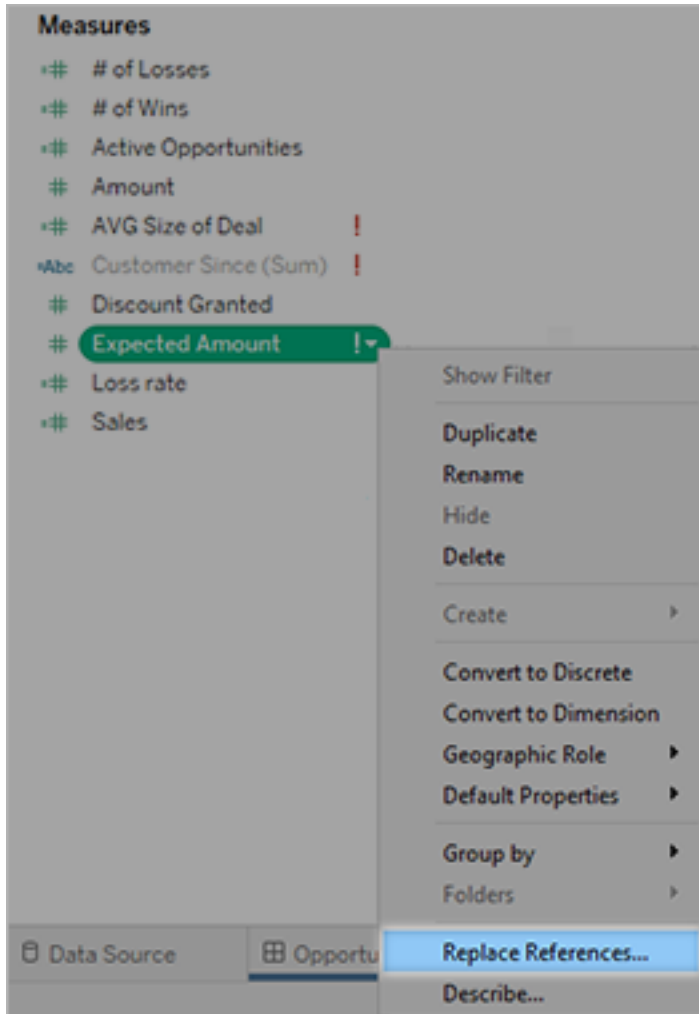 Measures
# of Losses
# of Wins
Active Opportunities
Amount
AVG Size of Deal
Abc Customer Since (Sum)
Discount Granted
Expected Amount
Loss rate
Sales
Show Filter
Duplicate
Rename
Hide
Delete
Create
Convert to Discrete
Convert to Dimension
Geographic Role
Default Properties
Group by
Folders
Replace References...
Describe...
Data Source
Opportu